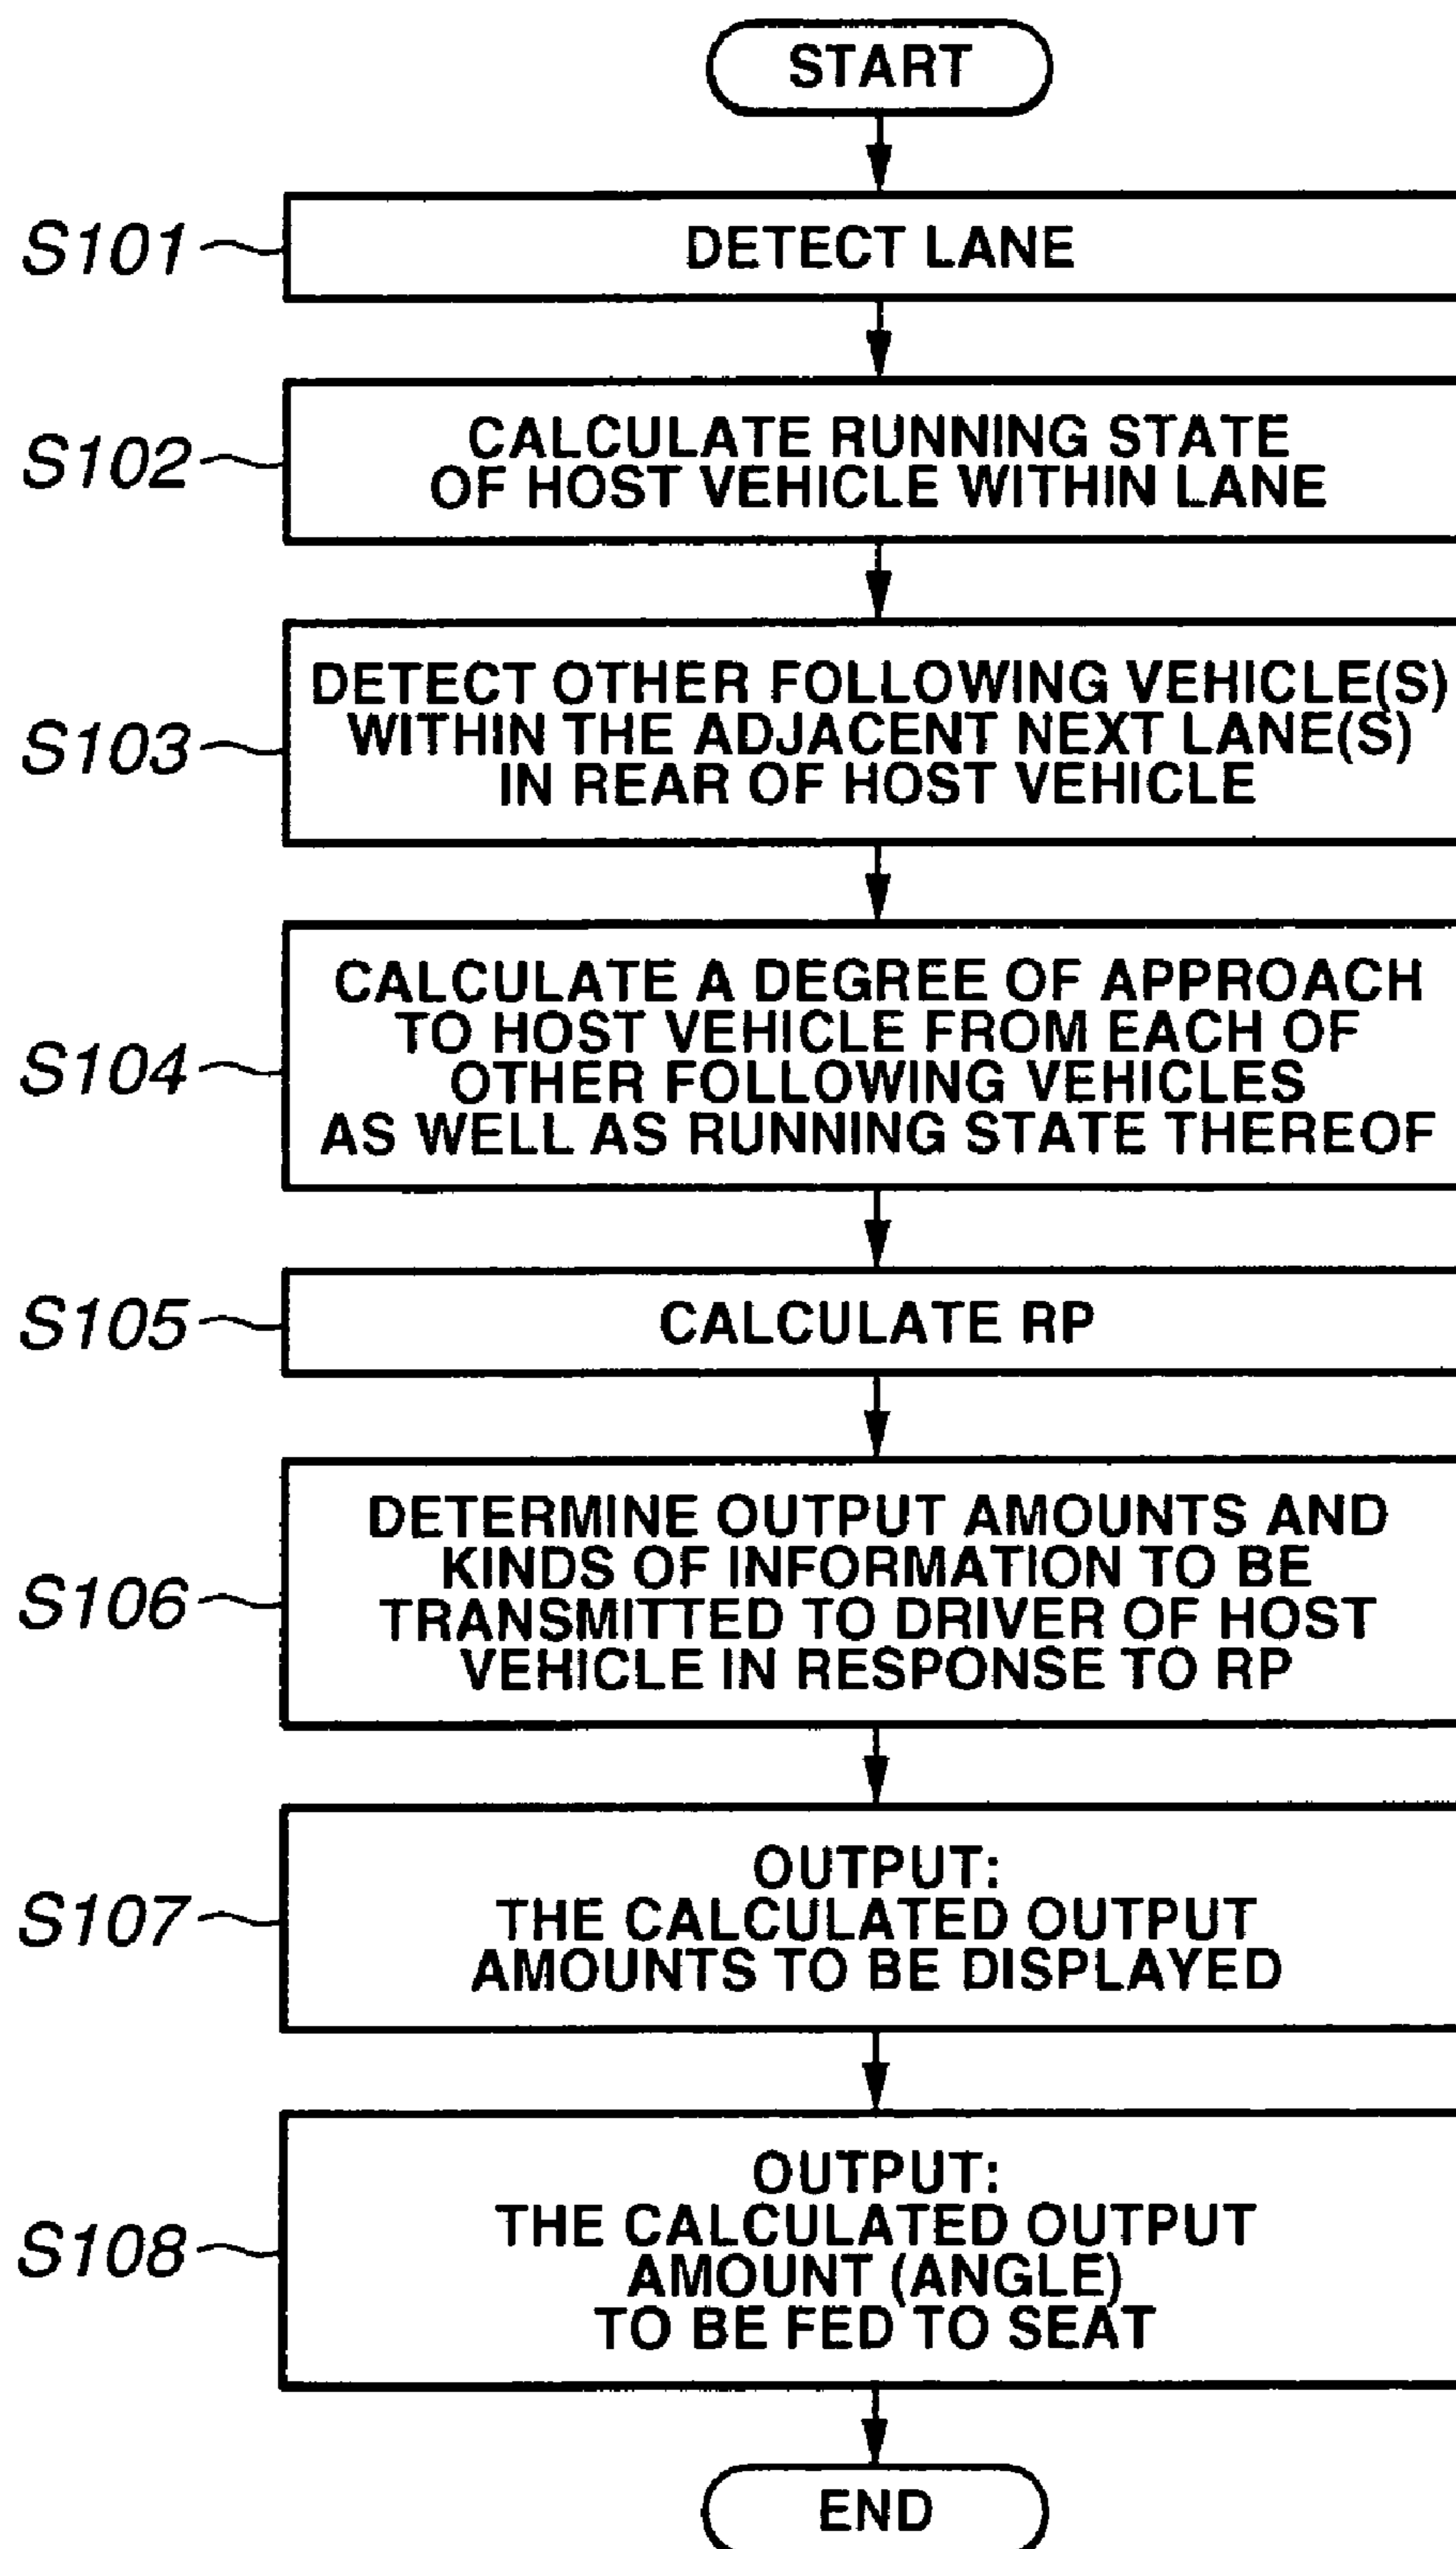 START
S101
DETECT LANE
S102
CALCULATE RUNNING STATE
OF HOST VEHICLE WITHIN LANE
S103
DETECT OTHER FOLLOWING VEHICLE(S)
WITHIN THE ADJACENT NEXT LANE(S)
IN REAR OF HOST VEHICLE
S104
CALCULATE A DEGREE OF APPROACH
TO HOST VEHICLE FROM EACH OF
OTHER FOLLOWING VEHICLES
AS WELL AS RUNNING STATE THEREOF
S105
CALCULATE RP
S106
DETERMINE OUTPUT AMOUNTS AND
KINDS OF INFORMATION TO BE
TRANSMITTED TO DRIVER OF HOST
VEHICLE IN RESPONSE TO RP
S107
OUTPUT:
THE CALCULATED OUTPUT
AMOUNTS TO BE DISPLAYED
S108
OUTPUT:
THE CALCULATED OUTPUT
AMOUNT (ANGLE)
TO BE FED TO SEAT
END